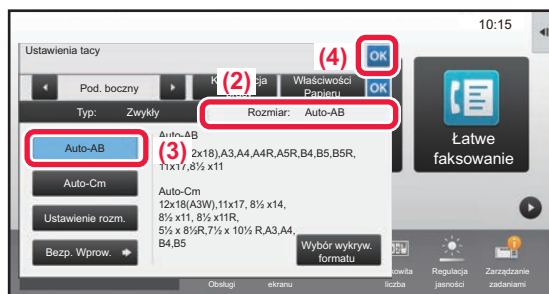 10:15
Ustawienia tacy
(4)
OK
Pod. boczny
(2)
Właściwości
Papieru
OK
Typ: Zwykły
Rozmiar: Auto-AB
Auto-AB
(3)
Auto-AB
2x18),A3,A4,A4R,A5R,B4,B5,B5R,
11x17,8½ x11
Auto-Cm
Auto-Cm
12x18(A3W),11x17, 8½ x14,
8½ x11, 8½ x11R,
5½ x 8½R,7½ x 10½ R,A3,A4,
B4,B5
Ustawienie rozm.
Bezp. Wprow.
Wybór wykryw.
formatu
Łatwe
faksowanie
Obsługi
ekranu
liczba
Regulacja
jasności
Zarządzanie
zadaniami